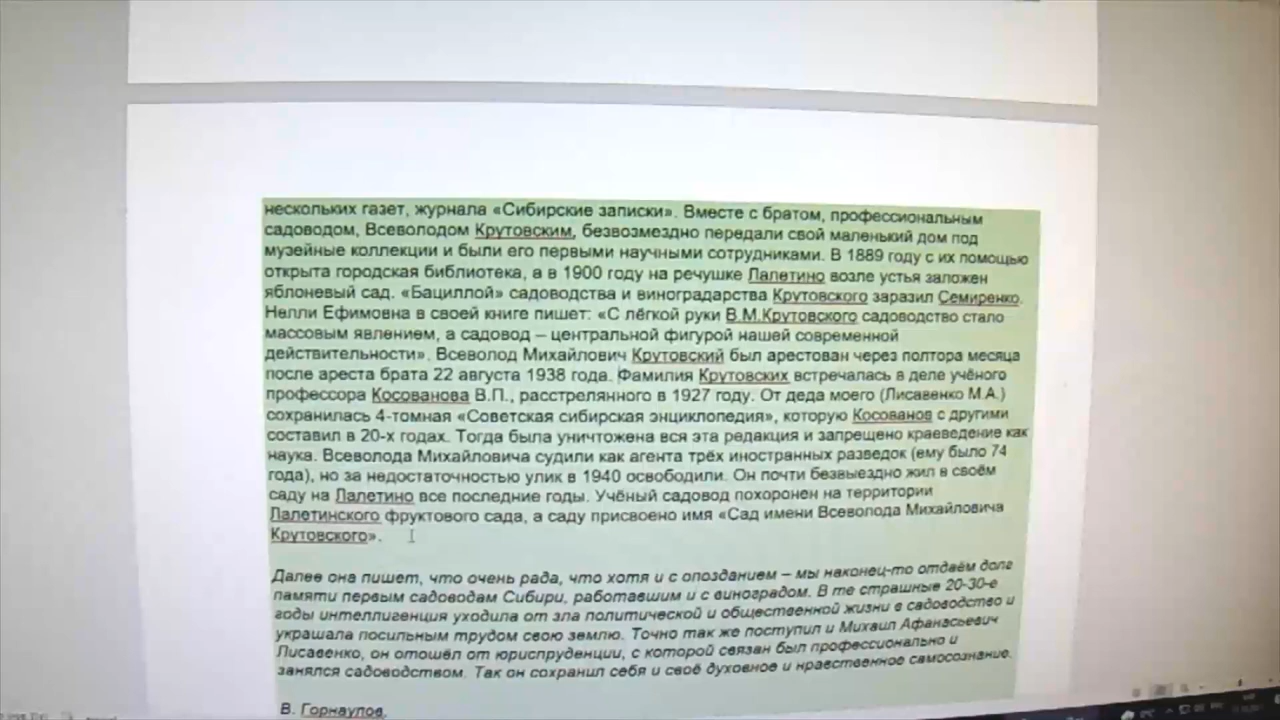 нескольких газет, журнала «Сибирские записки». Вместе с братом, профессиональным
садоводом, Всеволодом Крутовским, безвозмездно передали свой маленький дом под
музейные коллекции и были его первыми научными сотрудниками. В 1889 году с их помощью
открыта городская библиотека, а в 1900 году на речушке Лалетино возле устья заложен
яблоневый сад. «Бациллой» садоводства и виноградарства Крутовского заразил Семиренко.
Нелли Ефимовна в своей книге пишет: «С лёгкой руки В.М.Крутовского садоводство стало
массовым явлением, а садовод – центральной фигурой нашей современной
действительности». Всеволод Михайлович Крутовский был арестован через полтора месяца
после ареста брата 22 августа 1938 года. Фамилия Крутовских встречалась в деле учёного
профессора Косованова В.П., расстрелянного в 1927 году. От деда моего (Лисавенко М.А.)
сохранилась 4-томная «Советская сибирская энциклопедия», которую Косованов с другими
составил в 20-х годах. Тогда была уничтожена вся эта редакция и запрещено краеведение как
наука. Всеволода Михайловича судили как агента трёх иностранных разведок (ему было 74
года), но за недостаточностью улик в 1940 освободили. Он почти безвыездно жил в своём
саду на Лалетино все последние годы. Учёный садовод похоронен на территории
Лалетинского фруктового сада, а саду присвоено имя «Сад имени Всеволода Михайловича
Крутовского».
Далее она пишет, что очень рада, что хотя и с опозданием – мы наконец-то отдаём долг
памяти первым садоводам Сибири, работавшим и с виноградом. В те страшные 20-30-е
годы интеллигенция уходила от зла политической и общественной жизни в садоводство и
украшала посильным трудом свою землю. Точно так же поступил и Михаил Афанасьевич
Лисавенко, он отошёл от юриспруденции, с которой связан был профессионально и
занялся садоводством. Так он сохранил себя и своё духовное и нравственное самосознание.
В. Горнаулов.